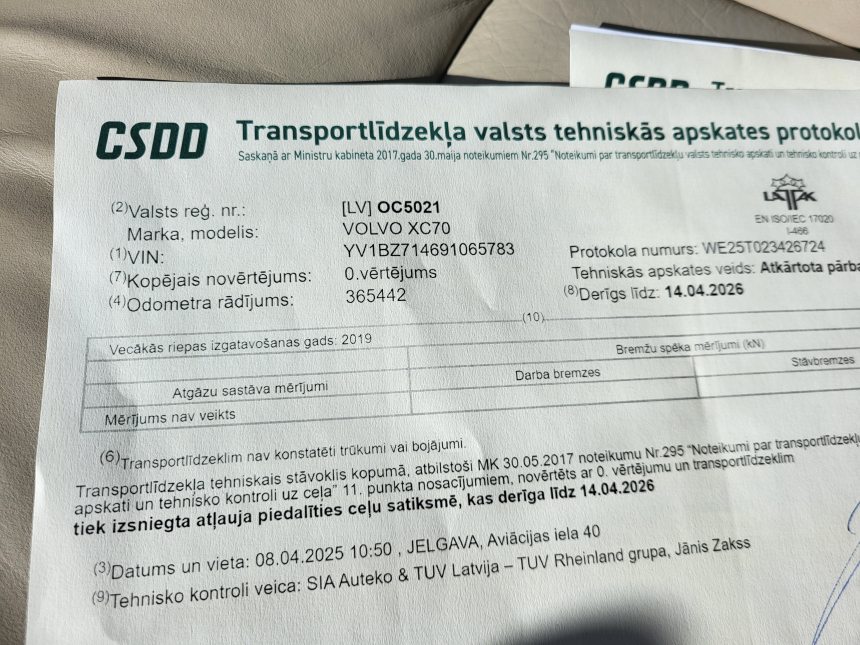 CSDD
CSDD Transportlīdzekļa valsts tehniskās apskates protokol
Saskaņā ar Ministru kabineta 2017.gada 30.maija noteikumiem Nr.295 "Noteikumi par transportlīdzekļu valsts tehnisko apskati un tehnisko kontroli uz
LATAK
EN ISO/IEC 17020
I-466
(2)Valsts reģ. nr.: [LV] OC5021
Marka, modelis: VOLVO XC70
(1)VIN: YV1BZ714691065783
Protokola numurs: WE25T023426724
(7)Kopējais novērtējums: 0.vērtējums
Tehniskās apskates veids: Atkārtota pārba
(4)Odometra rādījums: 365442
(8)Derīgs līdz: 14.04.2026
(10)
Vecākās riepas izgatavošanas gads: 2019
Bremžu spēka mērījumi (kN)
Atgāzu sastāva mērījumi
Darba bremzes
Stāvbremzes
Mērījums nav veikts
(6)Transportlīdzeklim nav konstatēti trūkumi vai bojājumi.
Transportlīdzekļa tehniskais stāvoklis kopumā, atbilstoši MK 30.05.2017 noteikumu Nr.295 "Noteikumi par transportlīdzekļu
apskati un tehnisko kontroli uz ceļa" 11. punkta nosacījumiem, novērtēts ar 0. vērtējumu un transportlīdzeklim
tiek izsniegta atļauja piedalīties ceļu satiksmē, kas derīga līdz 14.04.2026
(3)Datums un vieta: 08.04.2025 10:50 , JELGAVA, Aviācijas iela 40
(9)Tehnisko kontroli veica: SIA Auteko & TUV Latvija – TUV Rheinland grupa, Jānis Zakss